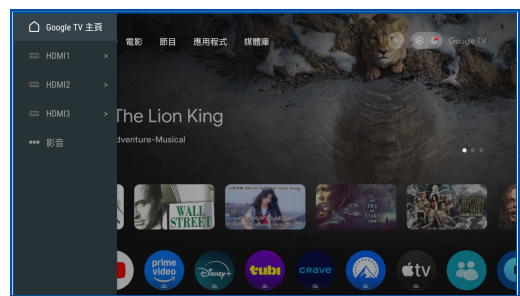 Google TV 主頁
電影 節目 應用程式 媒體庫
Google TV
HDMI1 >
HDMI2 >
HDMI3 >
影音
The Lion King
dventure-Musical
WALL
STREET
prime
video
Disney+
tubi
crave
tv